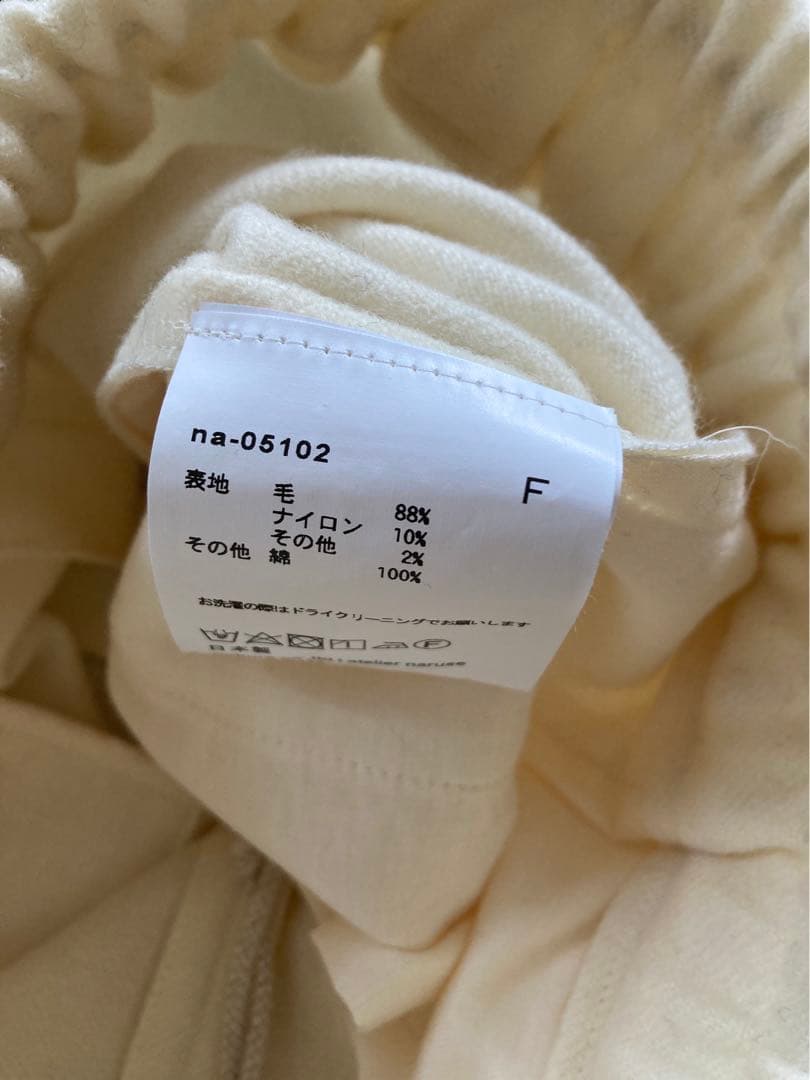 na-05102
F
表地 毛 88%
ナイロン 10%
その他 2%
その他 綿 100%
お洗濯の際はドライクリーニングでお願いします
F
日本製
atelier naruse